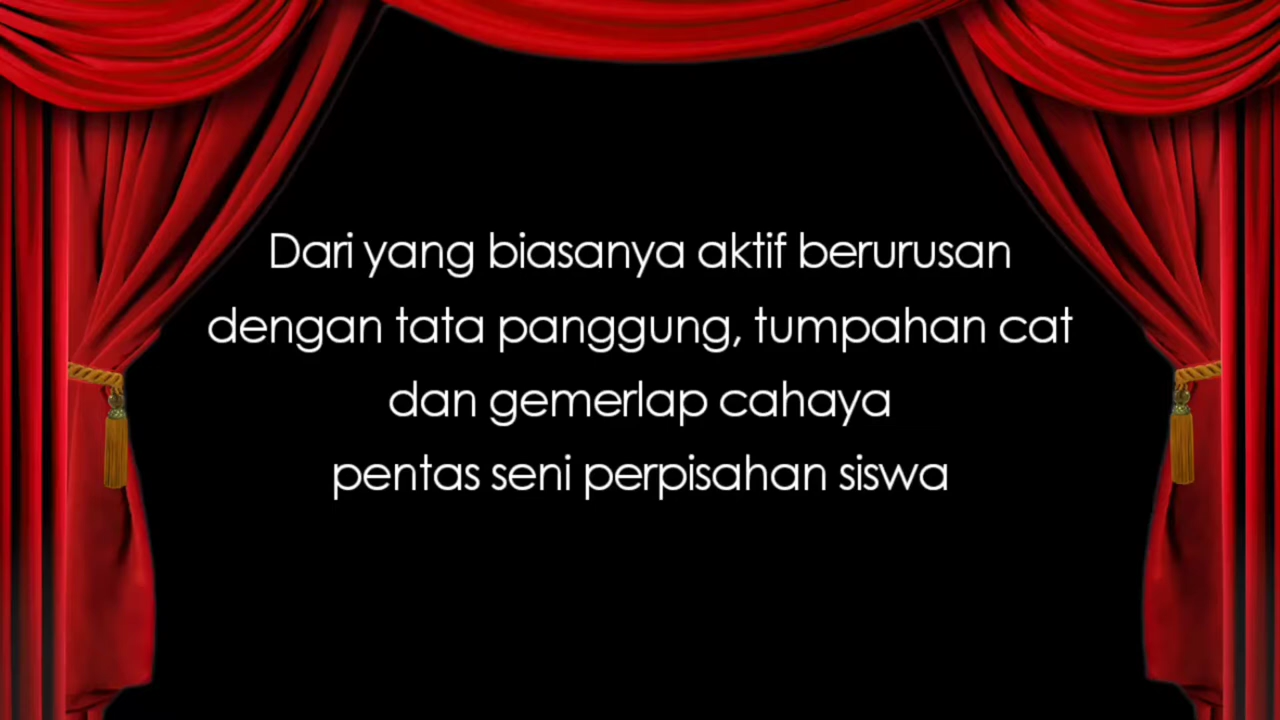 Dari yang biasanya aktif berurusan
dengan tata panggung, tumpahan cat
dan gemerlap cahaya
pentas seni perpisahan siswa